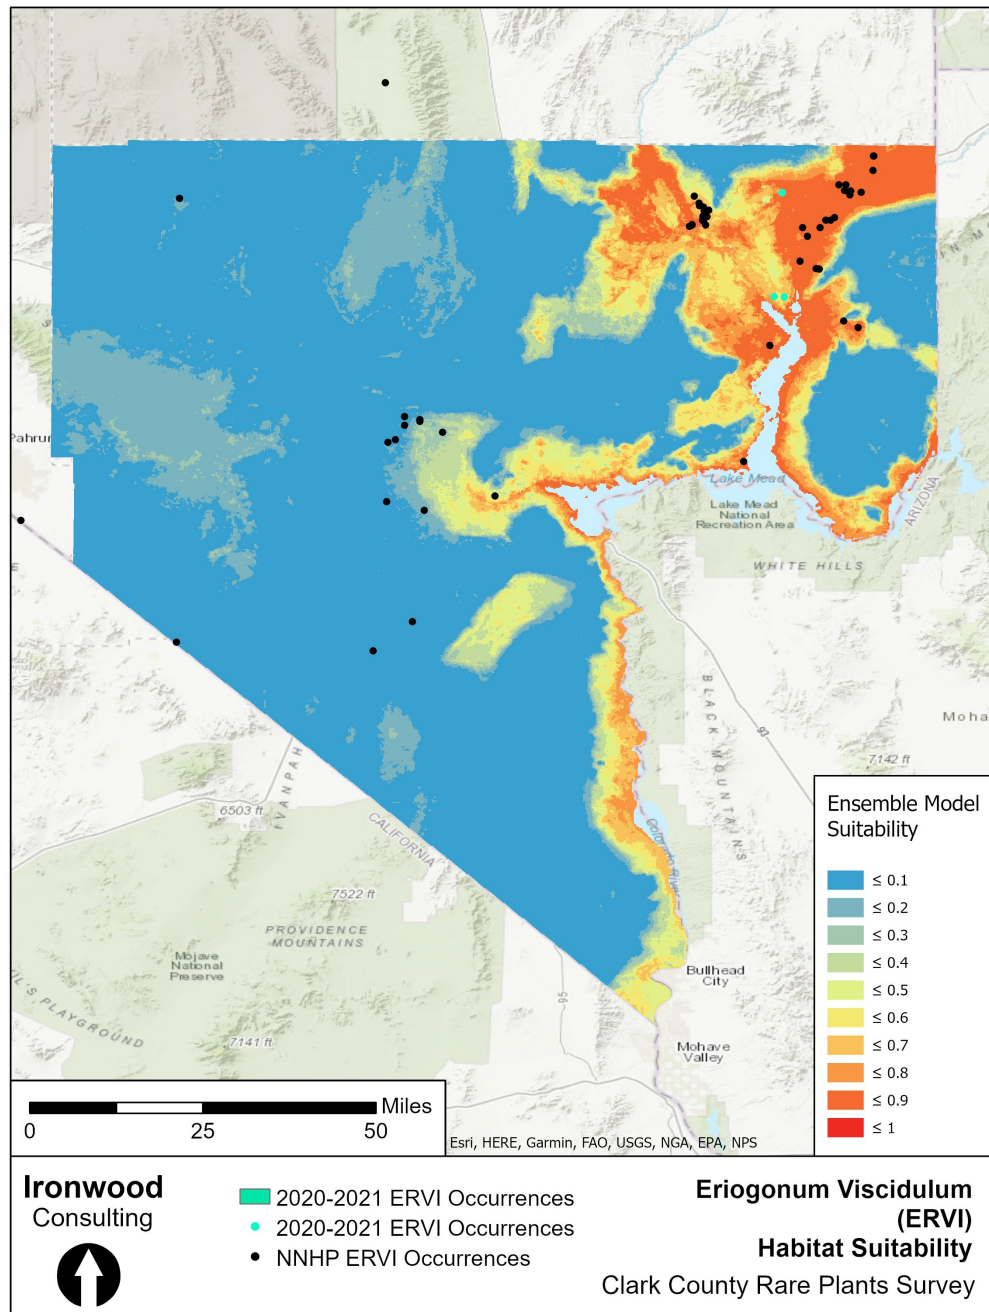 IN M
S
Pahrur
E
Lake Mead
Lake Mead
National
Recreation Area
ARIZONA
WHITE HILLS
BLACK MOUNTAINS
93
Moha
7142 ft
IVANPAH
6503 ft
CALIFORNIA
Colorado River
7522 ft
PROVIDENCE
MOUNTAINS
Mojave
National
Preserve
IL'S PLAYGROUND
7141 ft
95
Bullhead
City
Mohave
Valley
Ensemble Model
Suitability
≤ 0.1
≤ 0.2
≤ 0.3
≤ 0.4
≤ 0.5
≤ 0.6
≤ 0.7
≤ 0.8
≤ 0.9
≤ 1
Miles
0 25 50
Esri, HERE, Garmin, FAO, USGS, NGA, EPA, NPS
Ironwood
Consulting
2020-2021 ERVI Occurrences
2020-2021 ERVI Occurrences
NNHP ERVI Occurrences
Eriogonum Viscidulum
(ERVI)
Habitat Suitability
Clark County Rare Plants Survey